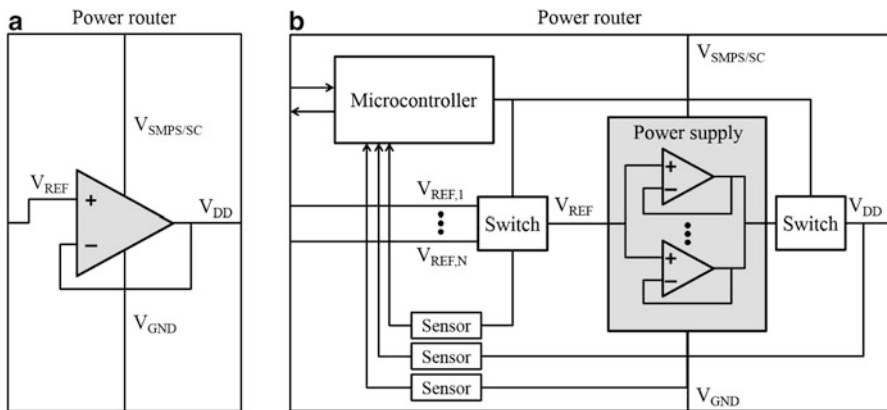 a
Power router
V_SMPS/SC
V_REF
+
−
V_DD
V_GND
b
Power router
V_SMPS/SC
Microcontroller
Power supply
V_REF,1
V_REF,N
Switch
V_REF
+
−
+
−
Switch
V_DD
Sensor
Sensor
Sensor
V_GND